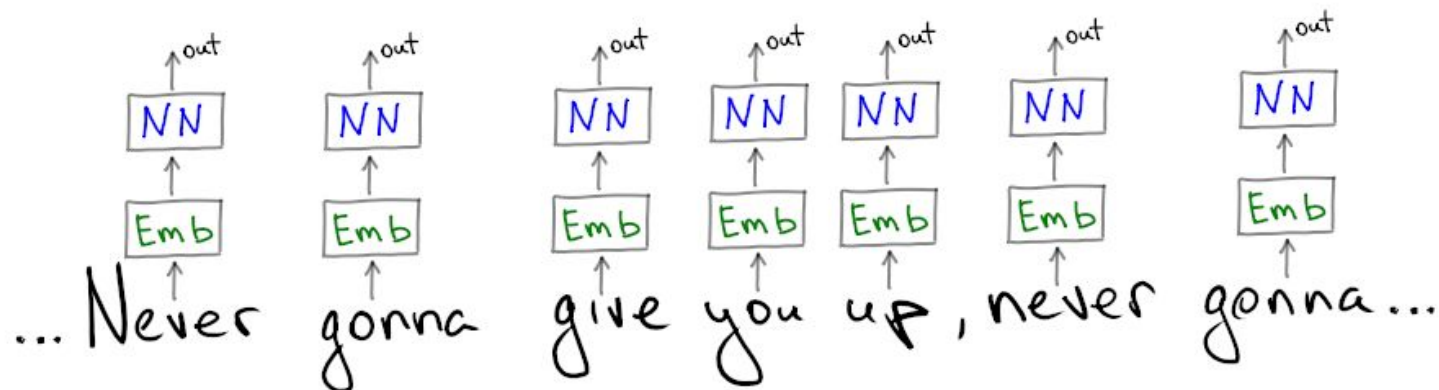 out out out out out out out
NN NN NN NN NN NN NN
Emb Emb Emb Emb Emb Emb Emb
... Never gonna give you up, never gonna...